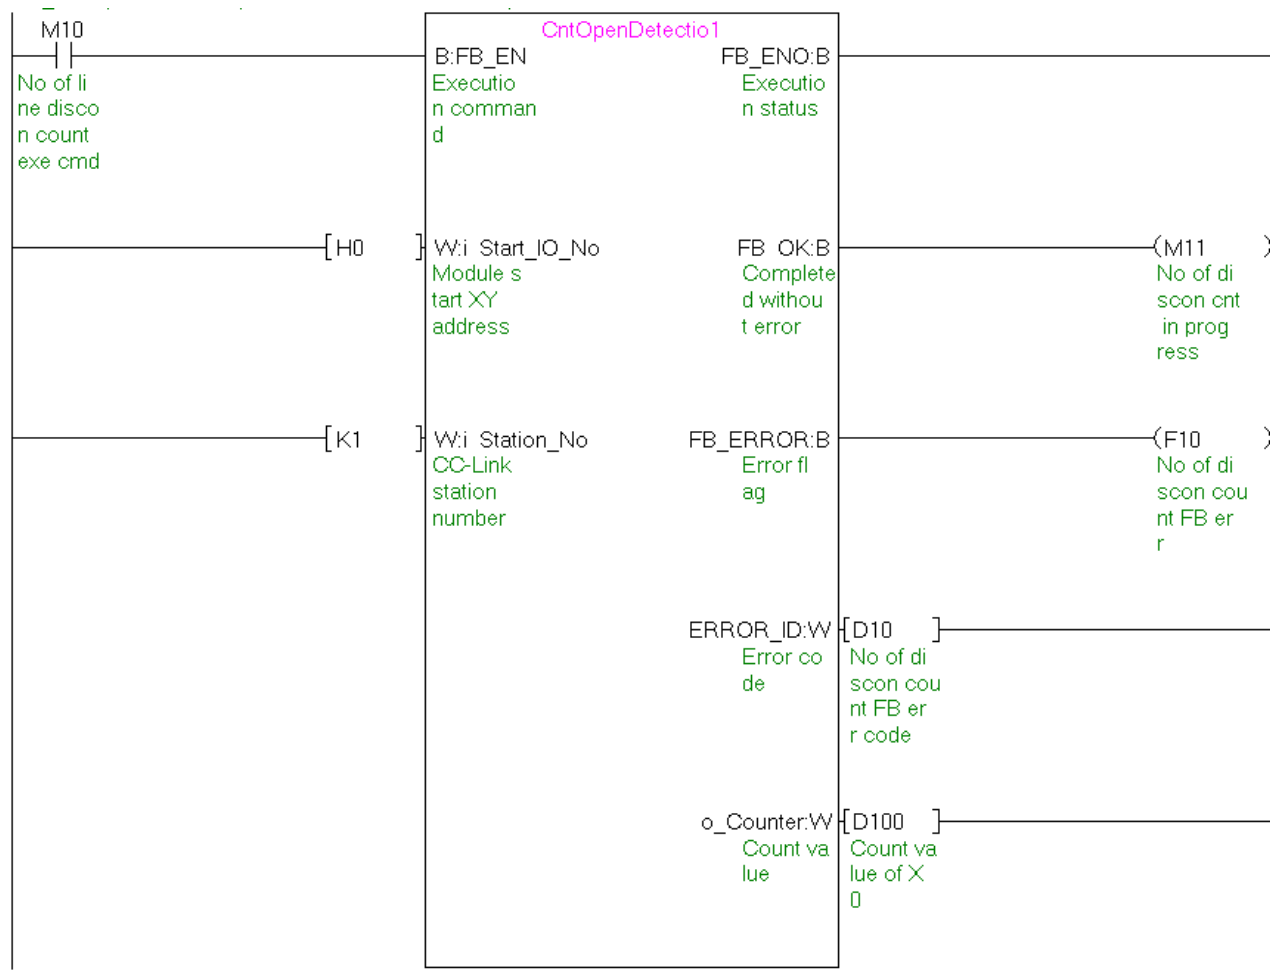 CntOpenDetectio1
M10
B:FB_EN
FB_ENO:B
No of li
ne disco
n count
exe cmd
Executio
n comman
d
Executio
n status
H0
W:i_Start_IO_No
FB_OK:B
M11
Module s
tart XY
address
Complete
d withou
t error
No of di
scon cnt
in prog
ress
K1
W:i_Station_No
FB_ERROR:B
F10
CC-Link
station
number
Error fl
ag
No of di
scon cou
nt FB er
r
ERROR_ID:W
D10
Error co
de
No of di
scon cou
nt FB er
r code
o_Counter:W
D100
Count va
lue
Count va
lue of X
0